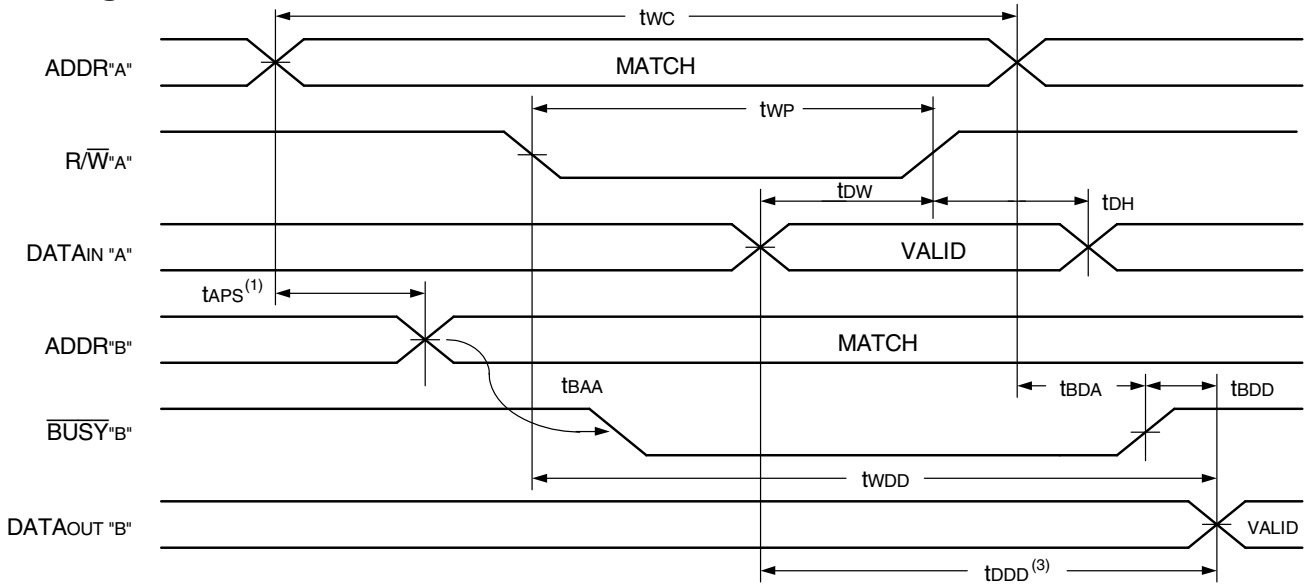 tWC
ADDR"A" MATCH
tWP
R/W̅"A"
tDW tDH
DATAIN "A" VALID
tAPS(1)
ADDR"B" MATCH
tBAA tBDA tBDD
B̅U̅S̅Y̅"B"
tWDD
DATAOUT "B" VALID
tDDD(3)